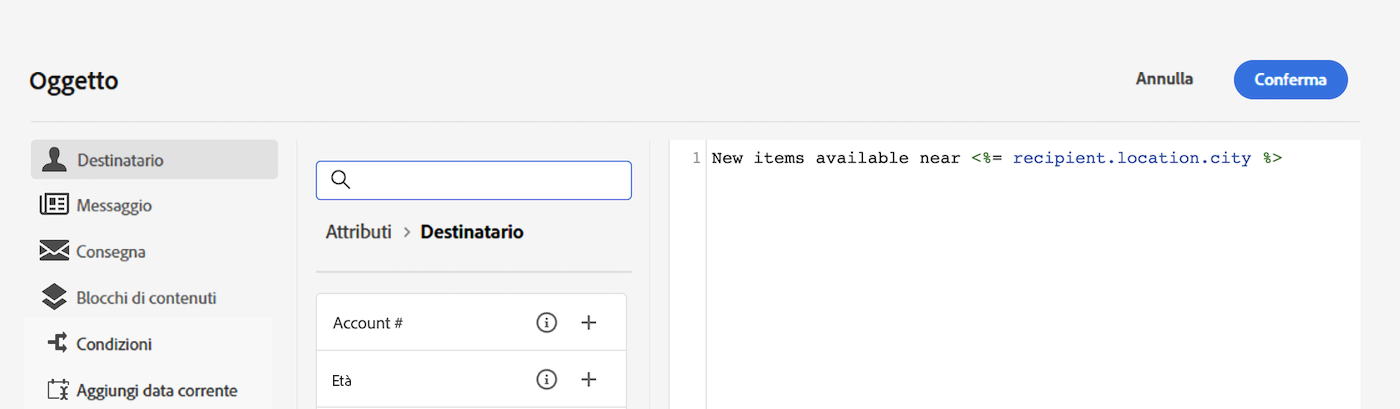 Oggetto
Annulla
Conferma
Destinatario
Messaggio
Consegna
Blocchi di contenuti
Condizioni
Aggiungi data corrente
Attributi > Destinatario
Account #
Età
1 New items available near <%= recipient.location.city %>